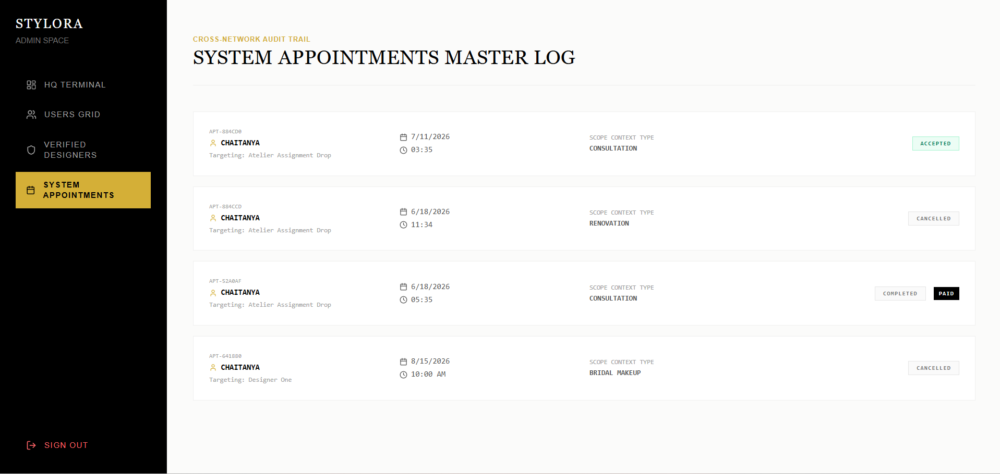 STYLORA
ADMIN SPACE
HQ TERMINAL
USERS GRID
VERIFIED
DESIGNERS
SYSTEM
APPOINTMENTS
SIGN OUT
CROSS-NETWORK AUDIT TRAIL
SYSTEM APPOINTMENTS MASTER LOG
APT-884CD0
CHAITANYA
Targeting: Atelier Assignment Drop
7/11/2026
03:35
SCOPE CONTEXT TYPE
CONSULTATION
ACCEPTED
APT-884CCD
CHAITANYA
Targeting: Atelier Assignment Drop
6/18/2026
11:34
SCOPE CONTEXT TYPE
RENOVATION
CANCELLED
APT-52A0AF
CHAITANYA
Targeting: Atelier Assignment Drop
6/18/2026
05:35
SCOPE CONTEXT TYPE
CONSULTATION
COMPLETED PAID
APT-641880
CHAITANYA
Targeting: Designer One
8/15/2026
10:00 AM
SCOPE CONTEXT TYPE
BRIDAL MAKEUP
CANCELLED